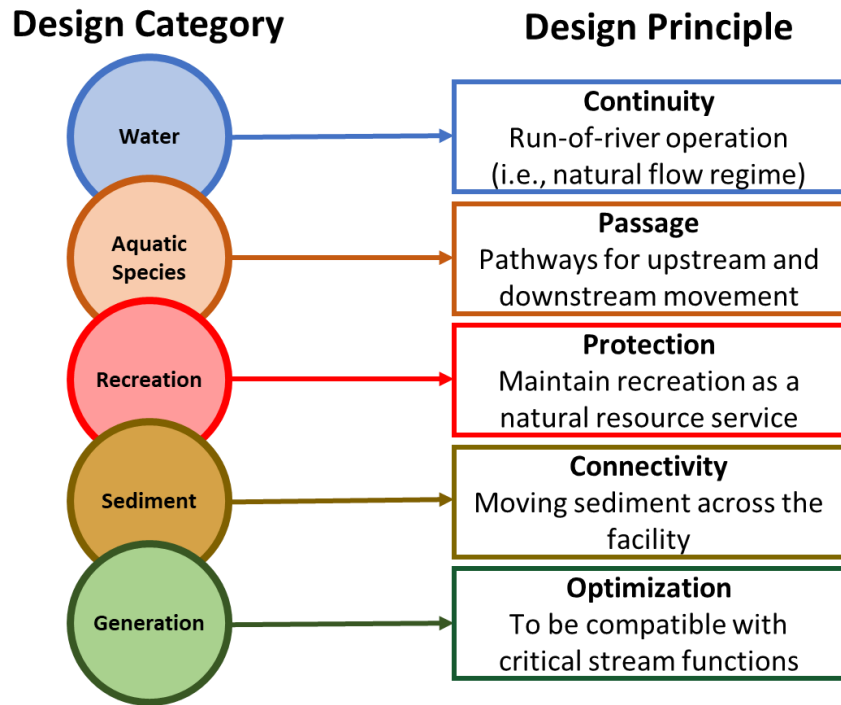 Design Category
Design Principle
Water
Continuity
Run-of-river operation
(i.e., natural flow regime)
Aquatic
Species
Passage
Pathways for upstream and
downstream movement
Recreation
Protection
Maintain recreation as a
natural resource service
Sediment
Connectivity
Moving sediment across the
facility
Generation
Optimization
To be compatible with
critical stream functions